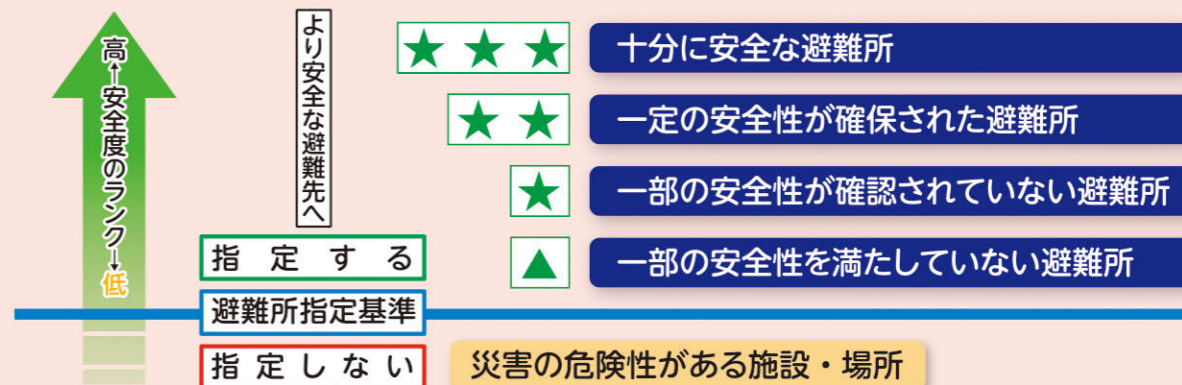 高←安全度のランク→低
より安全な避難先へ
★★★ 十分に安全な避難所
★★ 一定の安全性が確保された避難所
★ 一部の安全性が確認されていない避難所
指定する
▲ 一部の安全性を満たしていない避難所
避難所指定基準
指定しない
災害の危険性がある施設・場所